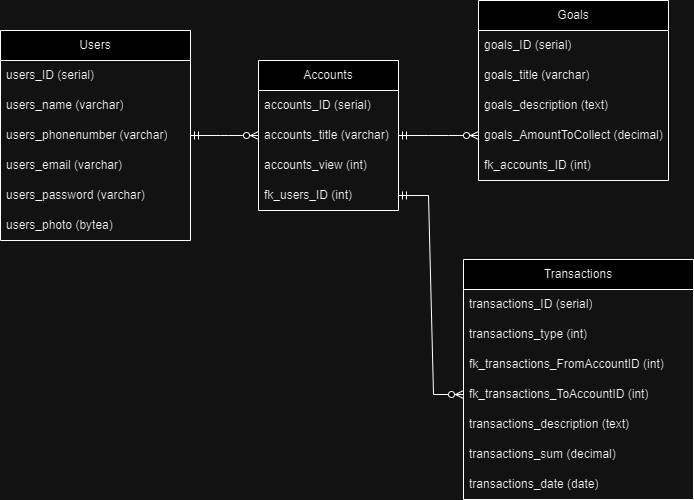 Users
users_ID (serial)
users_name (varchar)
users_phonenumber (varchar)
users_email (varchar)
users_password (varchar)
users_photo (bytea)
Accounts
accounts_ID (serial)
accounts_title (varchar)
accounts_view (int)
fk_users_ID (int)
Goals
goals_ID (serial)
goals_title (varchar)
goals_description (text)
goals_AmountToCollect (decimal)
fk_accounts_ID (int)
Transactions
transactions_ID (serial)
transactions_type (int)
fk_transactions_FromAccountID (int)
fk_transactions_ToAccountID (int)
transactions_description (text)
transactions_sum (decimal)
transactions_date (date)